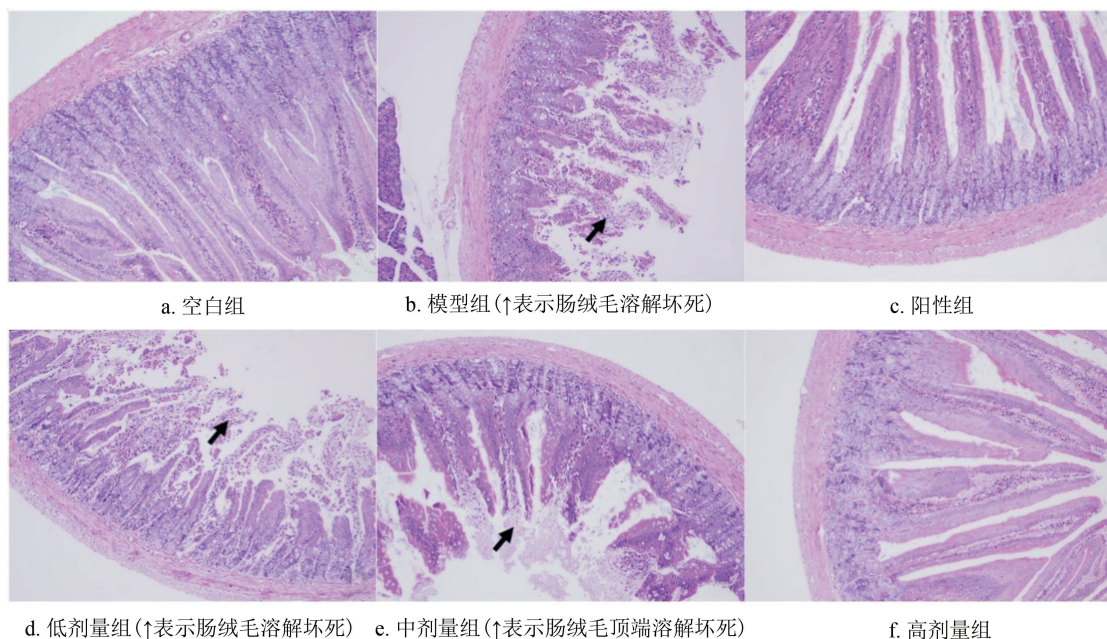 a. 空白组
b. 模型组(↑表示肠绒毛溶解坏死)
c. 阳性组
d. 低剂量组(↑表示肠绒毛溶解坏死)
e. 中剂量组(↑表示肠绒毛顶端溶解坏死)
f. 高剂量组